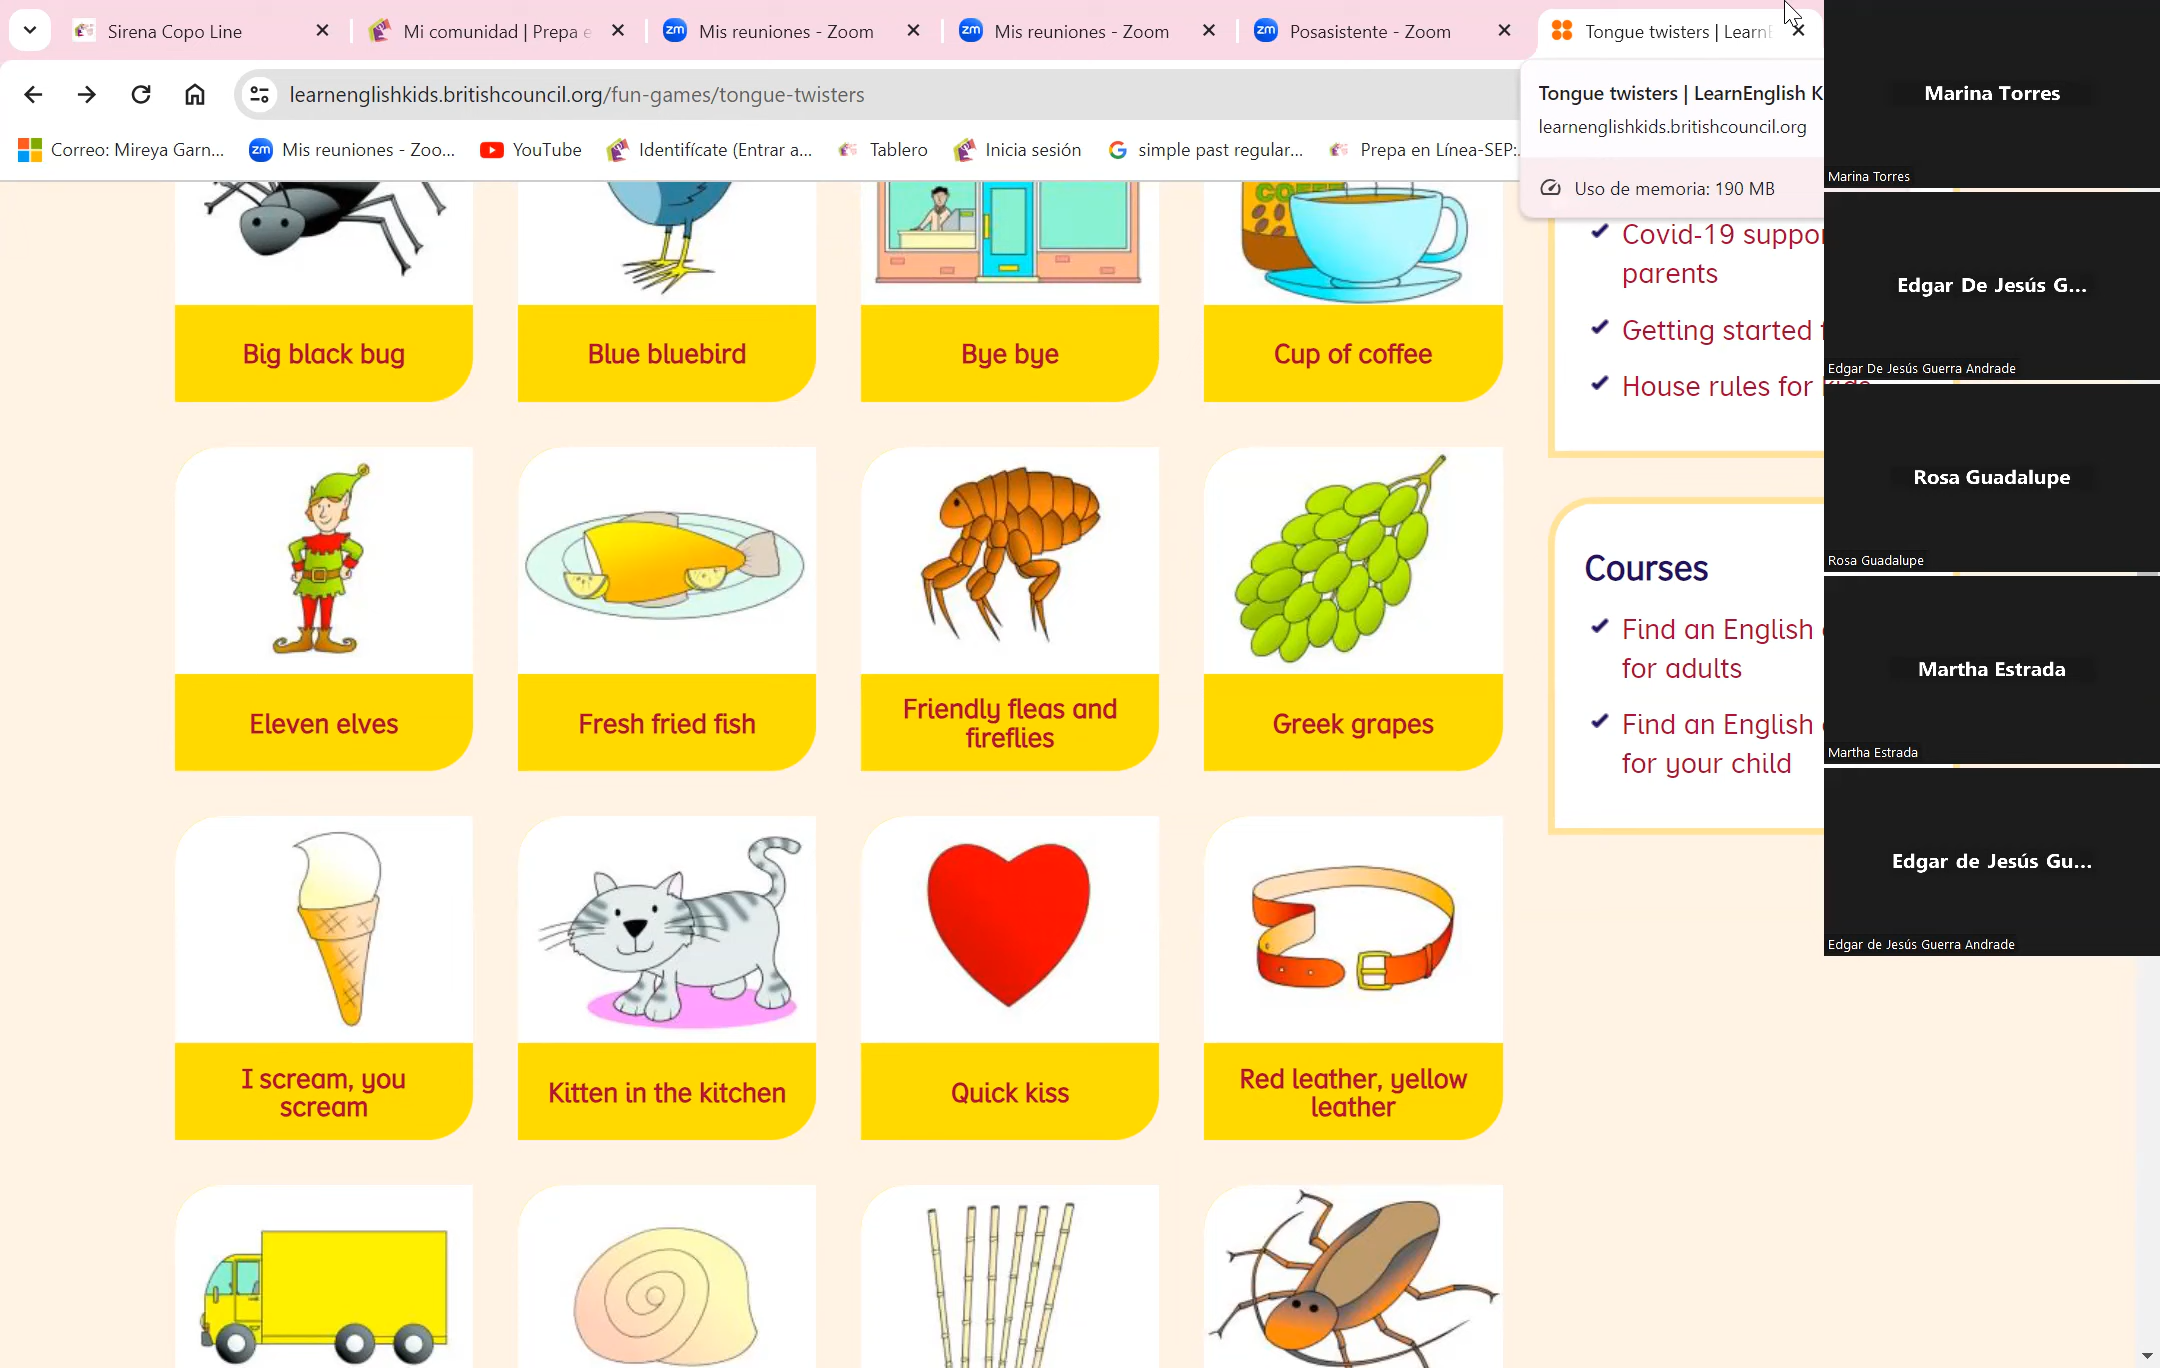 Sirena Copo Line
Mi comunidad | Prepa e
Mis reuniones - Zoom
Mis reuniones - Zoom
Posasistente - Zoom
Tongue twisters | Learn
learnenglishkids.britishcouncil.org/fun-games/tongue-twisters
Tongue twisters | LearnEnglish K
learnenglishkids.britishcouncil.org
Uso de memoria: 190 MB
Correo: Mireya Garn...
Mis reuniones - Zoo...
YouTube
Identifícate (Entrar a...
Tablero
Inicia sesión
simple past regular...
Prepa en Línea-SEP:
COFFEE
Big black bug
Blue bluebird
Bye bye
Cup of coffee
Eleven elves
Fresh fried fish
Friendly fleas and
fireflies
Greek grapes
I scream, you
scream
Kitten in the kitchen
Quick kiss
Red leather, yellow
leather
Covid-19 suppor
parents
Getting started f
House rules for kids
Courses
Find an English
for adults
Find an English
for your child
Marina Torres
Marina Torres
Edgar De Jesús G...
Edgar De Jesús Guerra Andrade
Rosa Guadalupe
Rosa Guadalupe
Martha Estrada
Martha Estrada
Edgar de Jesús Gu...
Edgar de Jesús Guerra Andrade